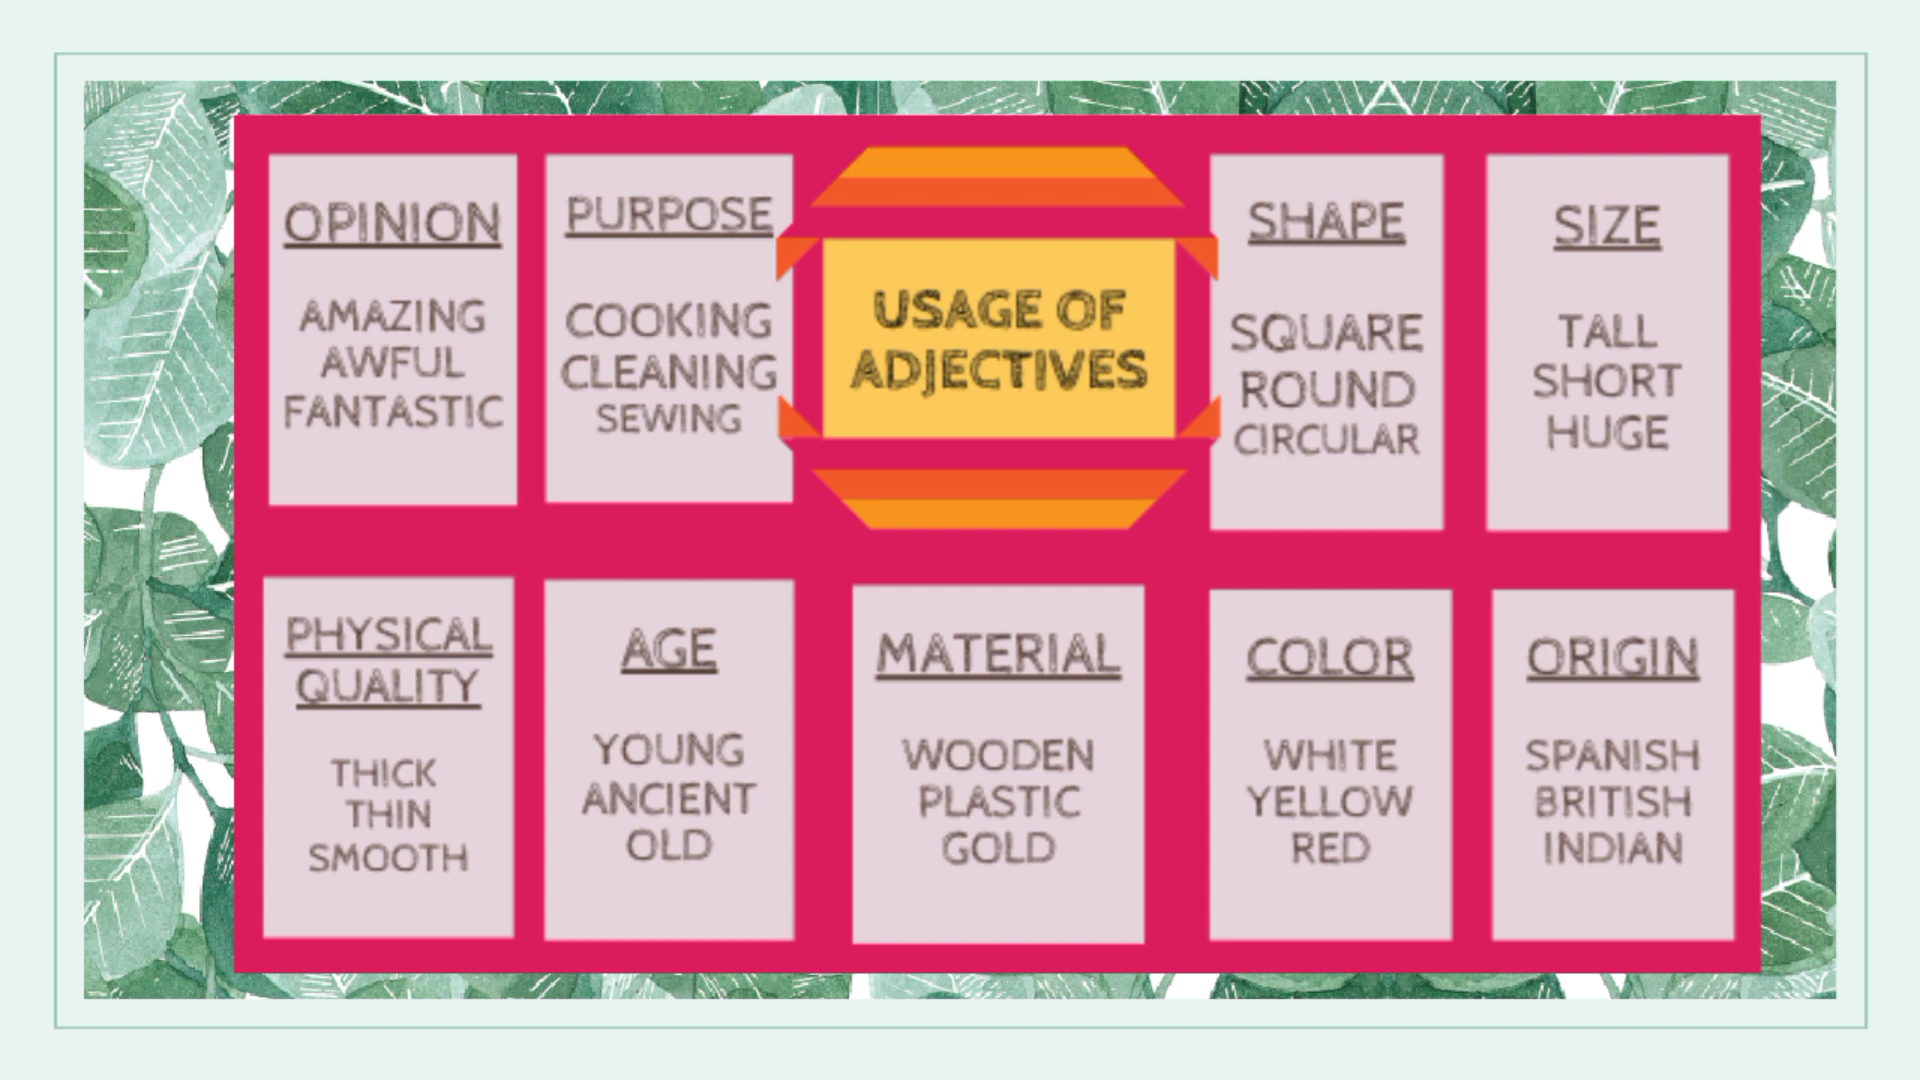 OPINION
AMAZING
AWFUL
FANTASTIC
PURPOSE
COOKING
CLEANING
SEWING
USAGE OF
ADJECTIVES
SHAPE
SQUARE
ROUND
CIRCULAR
SIZE
TALL
SHORT
HUGE
PHYSICAL
QUALITY
THICK
THIN
SMOOTH
AGE
YOUNG
ANCIENT
OLD
MATERIAL
WOODEN
PLASTIC
GOLD
COLOR
WHITE
YELLOW
RED
ORIGIN
SPANISH
BRITISH
INDIAN